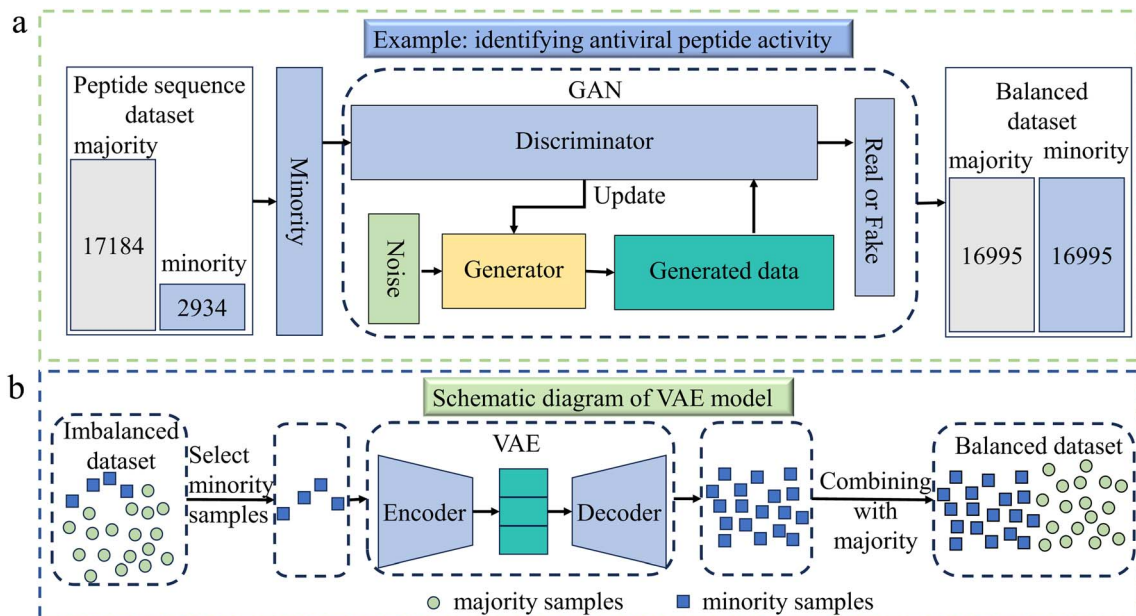 a
Example: identifying antiviral peptide activity
Peptide sequence
dataset
majority
17184
minority
2934
Minority
GAN
Discriminator
Update
Noise
Generator
Generated data
Real or Fake
Balanced
dataset
majority
minority
16995
16995
b
Schematic diagram of VAE model
Imbalanced
dataset
Select
minority
samples
VAE
Encoder
Decoder
Combining
with
majority
Balanced dataset
majority samples
minority samples